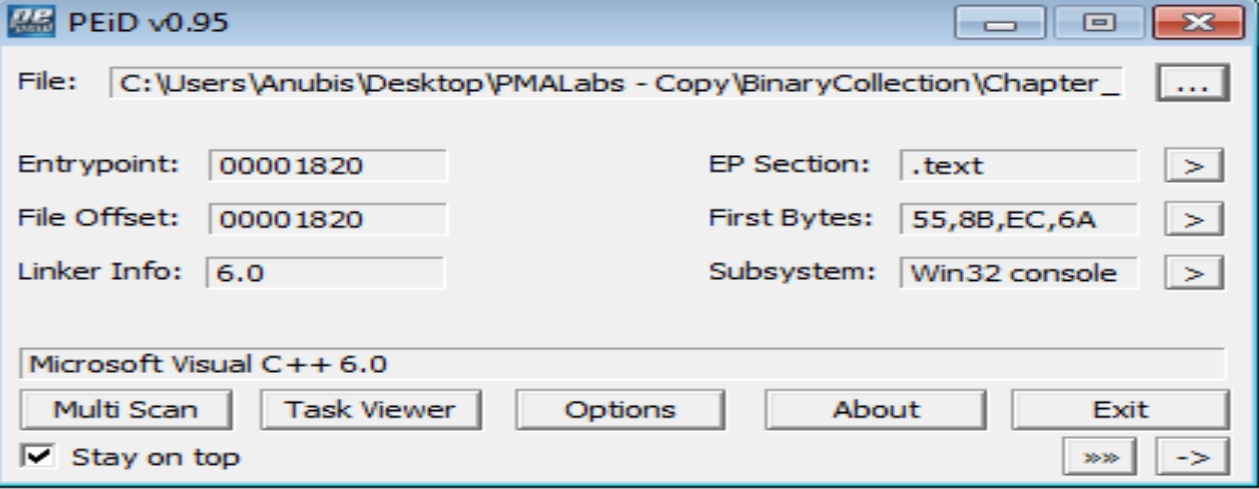 PEiD v0.95
File: C:\Users\Anubis\Desktop\PMALabs - Copy\BinaryCollection\Chapter_ ...
Entrypoint: 00001820 EP Section: .text >
File Offset: 00001820 First Bytes: 55,8B,EC,6A >
Linker Info: 6.0 Subsystem: Win32 console >
Microsoft Visual C++ 6.0
Multi Scan Task Viewer Options About Exit
Stay on top »» ->